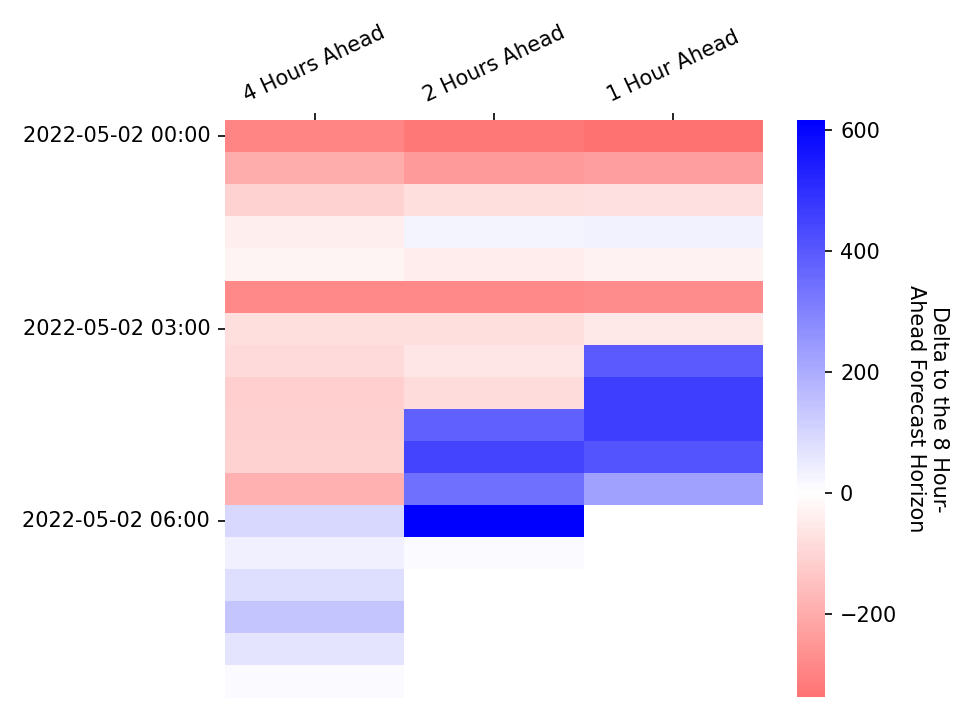 4 Hours Ahead
2 Hours Ahead
1 Hour Ahead
2022-05-02 00:00
2022-05-02 03:00
2022-05-02 06:00
600
400
200
0
−200
Delta to the 8 Hour-
Ahead Forecast Horizon